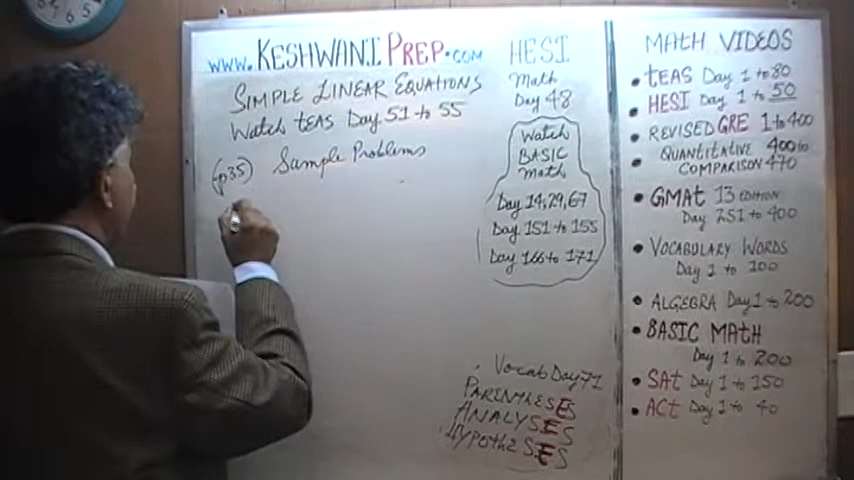 www.KESHWANIPREP.com
SIMPLE LINEAR EQUATIONS
Watch TEAS Day 51 to 55
(p35) Sample Problems
HESI
Math
Day 48
Watch
BASIC
Math
Day 14,29,67
Day 151 to 155
Day 166 to 171
Vocab Day 71
PARENTHESES
ANALYSES
HYPOTHESES
MATH VIDEOS
• TEAS Day 1 to 80
• HESI Day 1 to 50
• REVISED GRE 1 to 400
• QUANTITATIVE 400 to
COMPARISON 470
• GMAT 13 EDITION
Day 251 to 400
• VOCABULARY WORDS
Day 1 to 100
• ALGEBRA Day 1 to 200
• BASIC MATH
Day 1 to 200
• SAT Day 1 to 150
• ACT Day 1 to 40